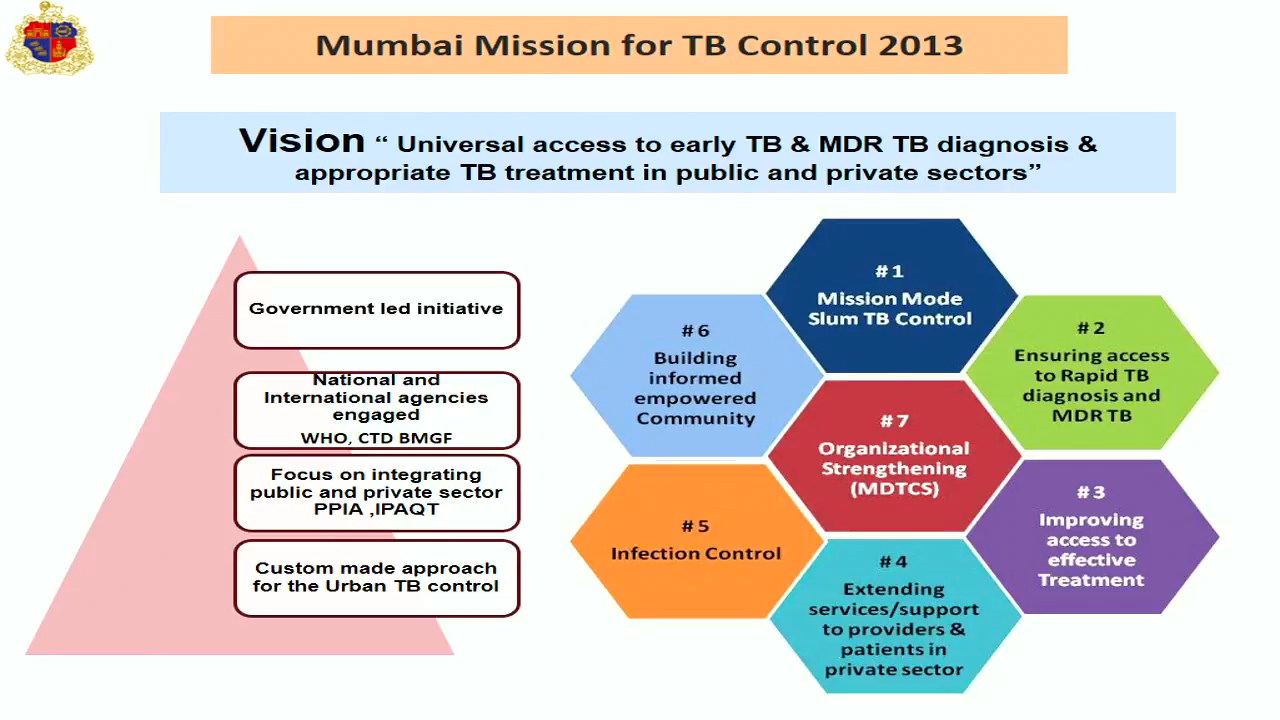 Mumbai Mission for TB Control 2013
Vision “ Universal access to early TB & MDR TB diagnosis &
appropriate TB treatment in public and private sectors”
Government led initiative
National and
International agencies
engaged
WHO, CTD BMGF
Focus on integrating
public and private sector
PPIA ,IPAQT
Custom made approach
for the Urban TB control
# 1
Mission Mode
Slum TB Control
# 2
Ensuring access
to Rapid TB
diagnosis and
MDR TB
# 3
Improving
access to
effective
Treatment
# 4
Extending
services/support
to providers &
patients in
private sector
# 5
Infection Control
# 6
Building
informed
empowered
Community
# 7
Organizational
Strengthening
(MDTCS)